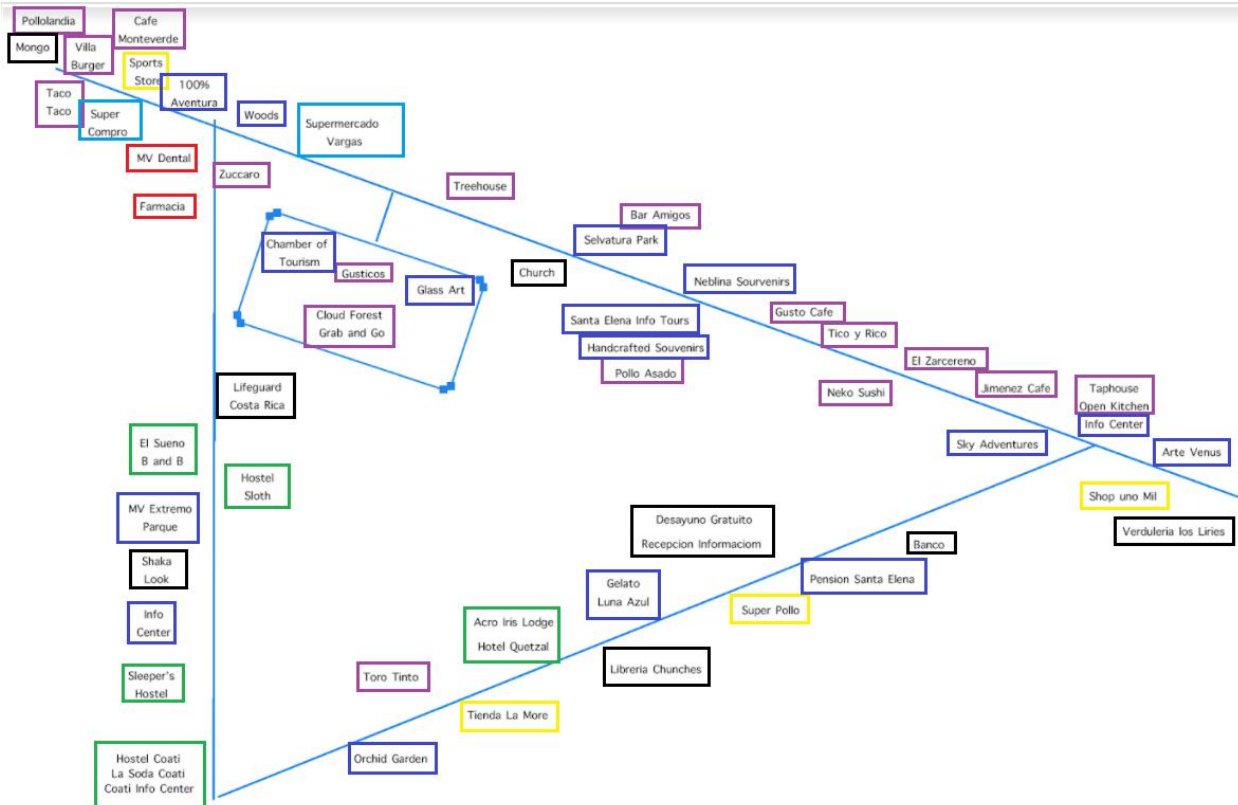 Pollolandia
Cafe
Monteverde
Mongo
Villa
Burger
Sports
Store
100%
Aventura
Taco
Taco
Super
Compro
Woods
Supermercado
Vargas
MV Dental
Zuccaro
Treehouse
Farmacia
Bar Amigos
Selvatura Park
Chamber of
Tourism
Gusticos
Glass Art
Church
Neblina Sourvenirs
Cloud Forest
Grab and Go
Santa Elena Info Tours
Gusto Cafe
Handcrafted Souvenirs
Tico y Rico
Pollo Asado
El Zarcereno
Neko Sushi
Jimenez Cafe
Taphouse
Open Kitchen
Info Center
Lifeguard
Costa Rica
El Sueno
B and B
Sky Adventures
Arte Venus
Hostel
Sloth
Shop uno Mil
MV Extremo
Parque
Desayuno Gratuito
Recepcion Informaciom
Verduleria los Liries
Banco
Shaka
Look
Gelato
Luna Azul
Pension Santa Elena
Super Pollo
Info
Center
Acro Iris Lodge
Hotel Quetzal
Libreria Chunches
Sleeper's
Hostel
Toro Tinto
Tienda La More
Orchid Garden
Hostel Coati
La Soda Coati
Coati Info Center